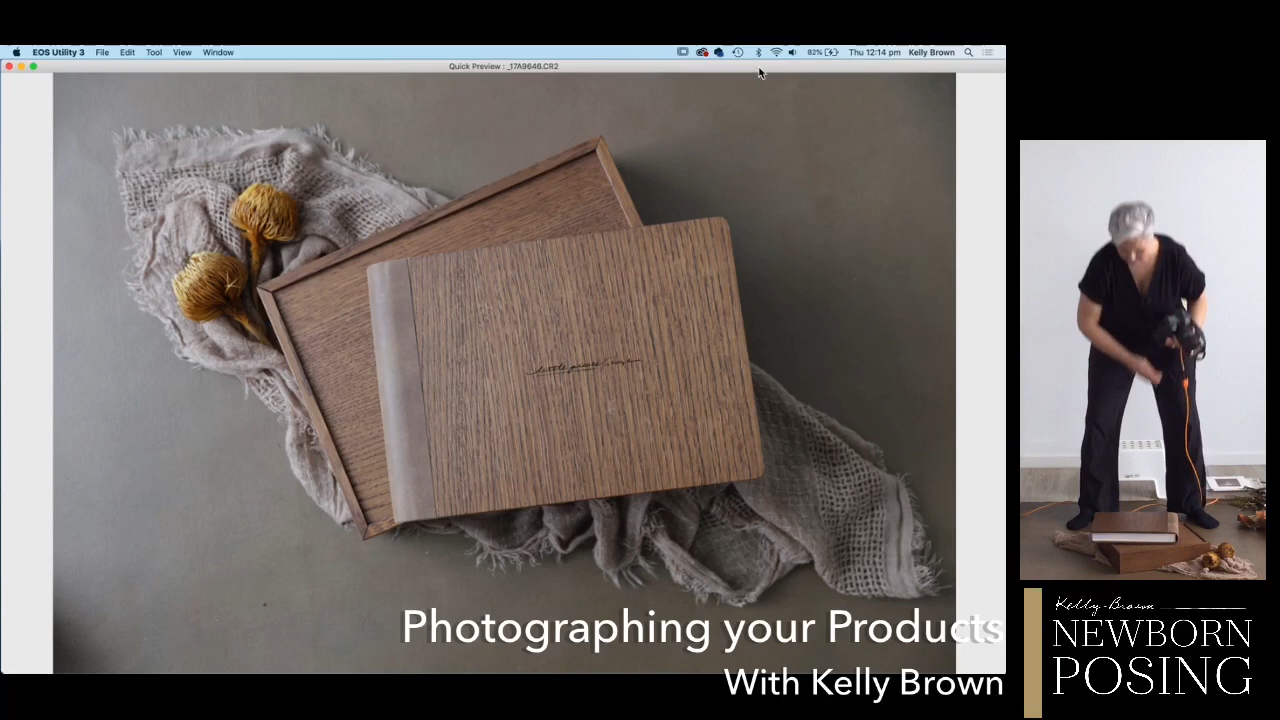 EOS Utility 3 File Edit Tool View Window 82% Thu 12:14 pm Kelly Brown
Quick Preview : _17A9646.CR2
Photographing your Products
With Kelly Brown
Kelly Brown
NEWBORN
POSING